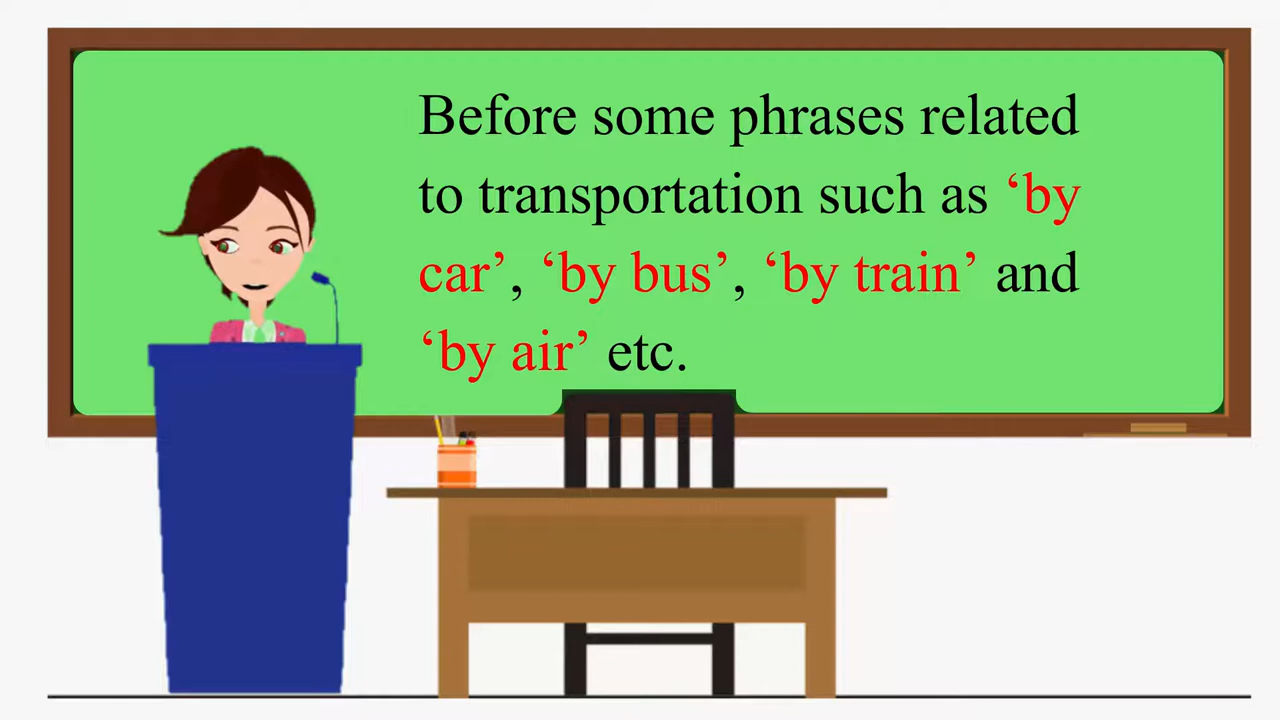 Before some phrases related
to transportation such as ‘by
car’, ‘by bus’, ‘by train’ and
‘by air’ etc.